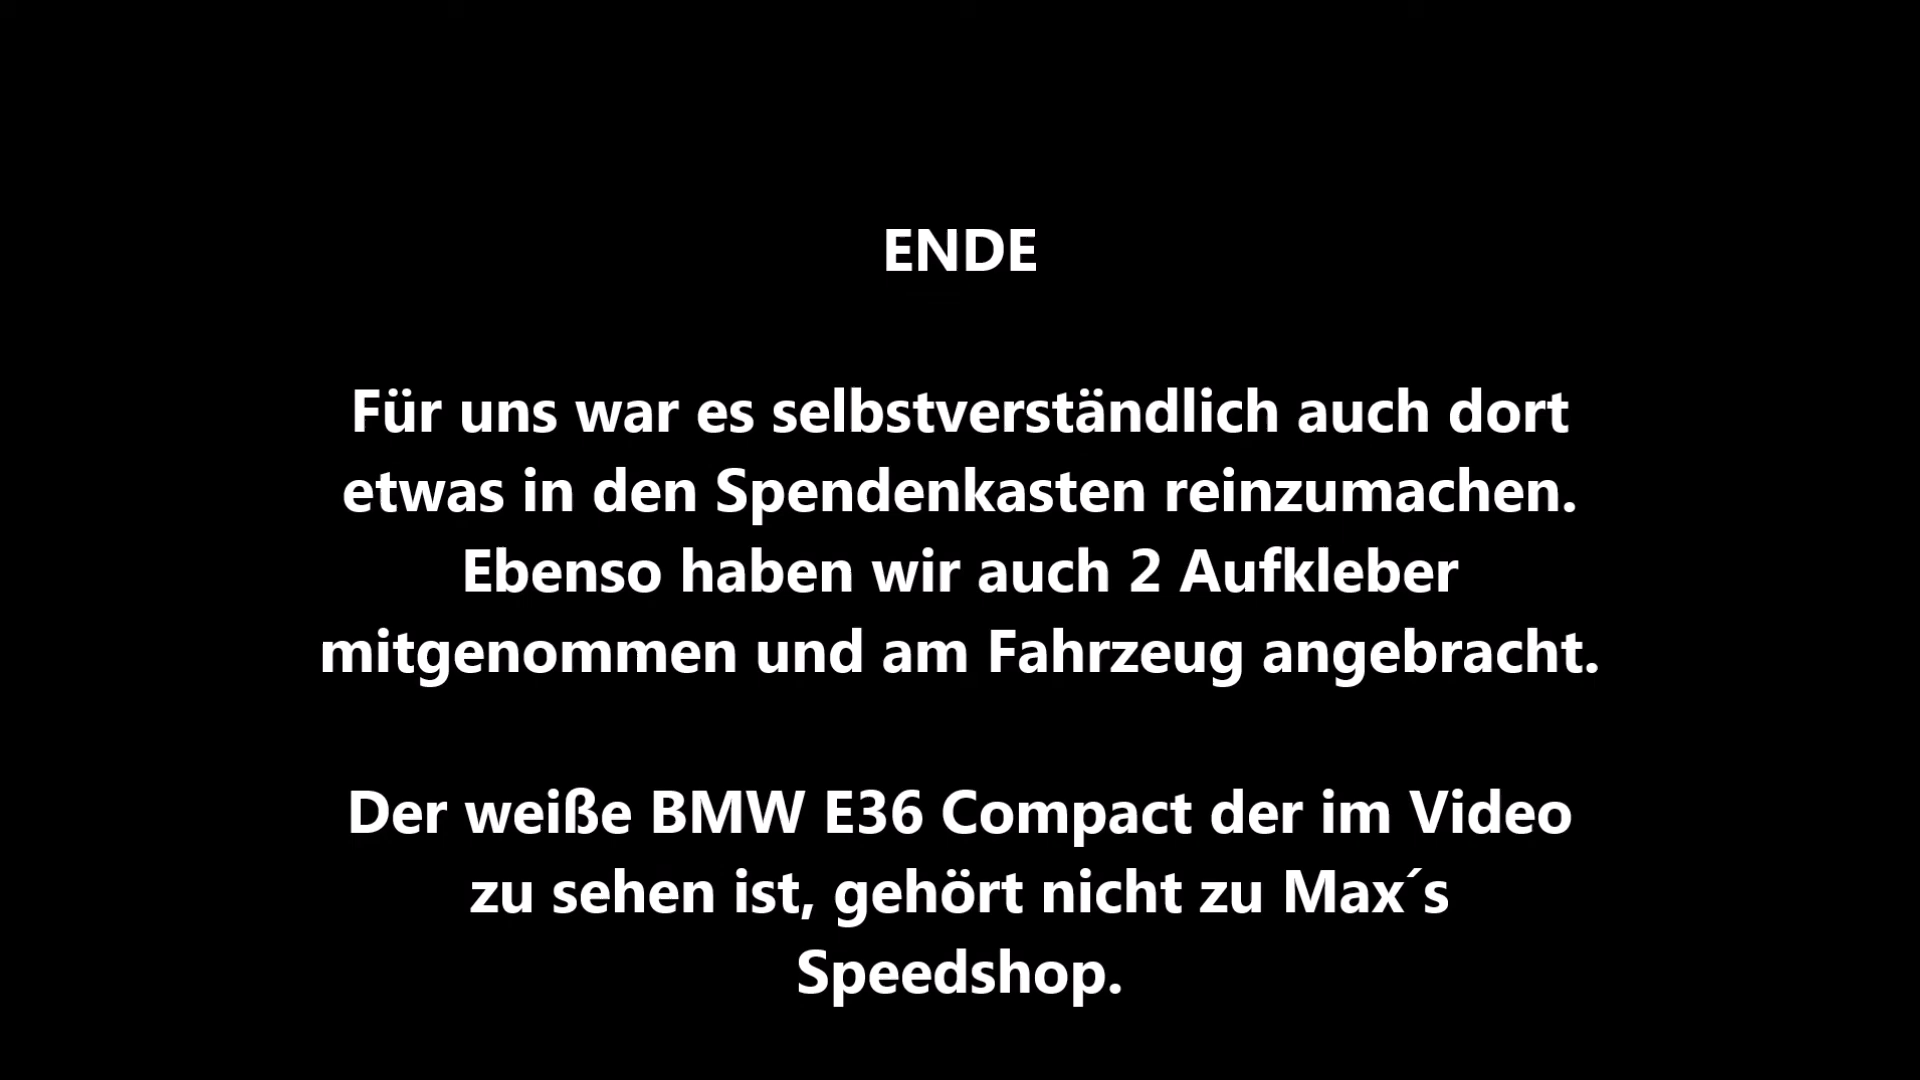 ENDE
Für uns war es selbstverständlich auch dort
etwas in den Spendenkasten reinzumachen.
Ebenso haben wir auch 2 Aufkleber
mitgenommen und am Fahrzeug angebracht.
Der weiße BMW E36 Compact der im Video
zu sehen ist, gehört nicht zu Max´s
Speedshop.